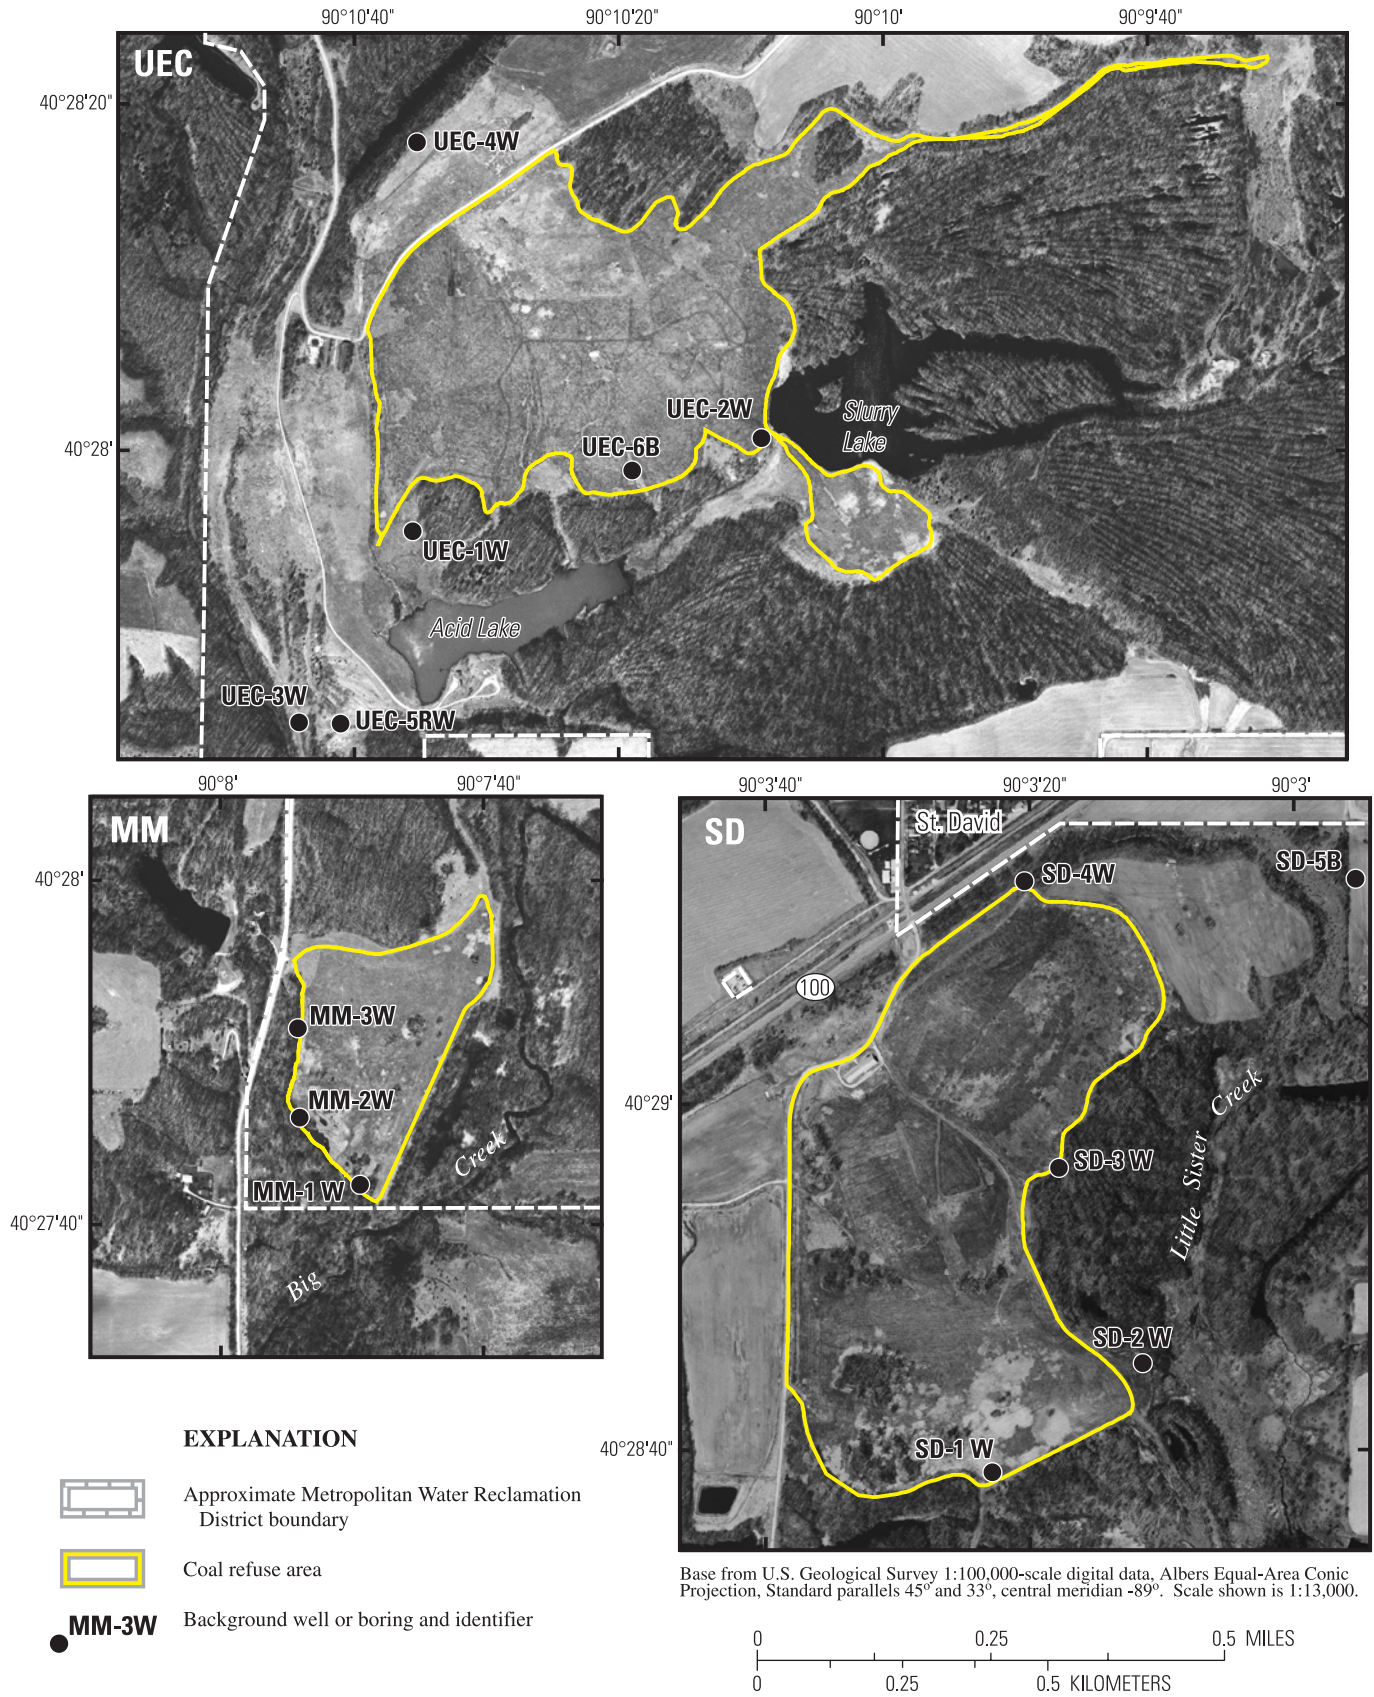 90°10'40"
90°10'20"
90°10'
90°9'40"
UEC
40°28'20"
UEC-4W
40°28'
UEC-2W
Slurry
Lake
UEC-6B
UEC-1W
Acid Lake
UEC-3W
UEC-5RW
90°8'
90°7'40"
MM
40°28'
MM-3W
MM-2W
MM-1 W
40°27'40"
Big
Creek
90°3'40"
90°3'20"
90°3'
SD
St. David
SD-4W
SD-5B
100
40°29'
SD-3 W
Little Sister Creek
SD-2 W
SD-1 W
40°28'40"
EXPLANATION
Approximate Metropolitan Water Reclamation
District boundary
Coal refuse area
MM-3W
Background well or boring and identifier
Base from U.S. Geological Survey 1:100,000-scale digital data, Albers Equal-Area Conic
Projection, Standard parallels 45° and 33°, central meridian -89°. Scale shown is 1:13,000.
0 0.25 0.5 MILES
0 0.25 0.5 KILOMETERS